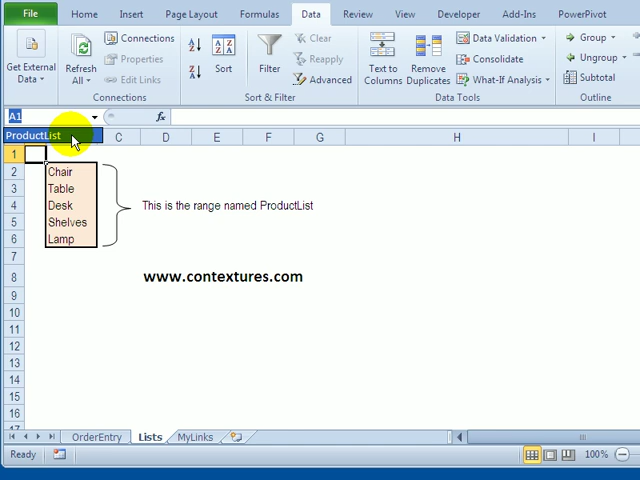 File Home Insert Page Layout Formulas Data Review View Developer Add-Ins PowerPivot
Get External Data
Refresh All
Connections
Properties
Edit Links
Connections
Sort
Filter
Clear
Reapply
Advanced
Sort & Filter
Text to Columns
Remove Duplicates
Data Validation
Consolidate
What-If Analysis
Data Tools
Group
Ungroup
Subtotal
Outline
A1 fx
ProductList C D E F G H I
1
2 Chair
3 Table
4 Desk This is the range named ProductList
5 Shelves
6 Lamp
7
8 www.contextures.com
9
10
11
12
13
14
15
16
17
OrderEntry Lists MyLinks
Ready 100%